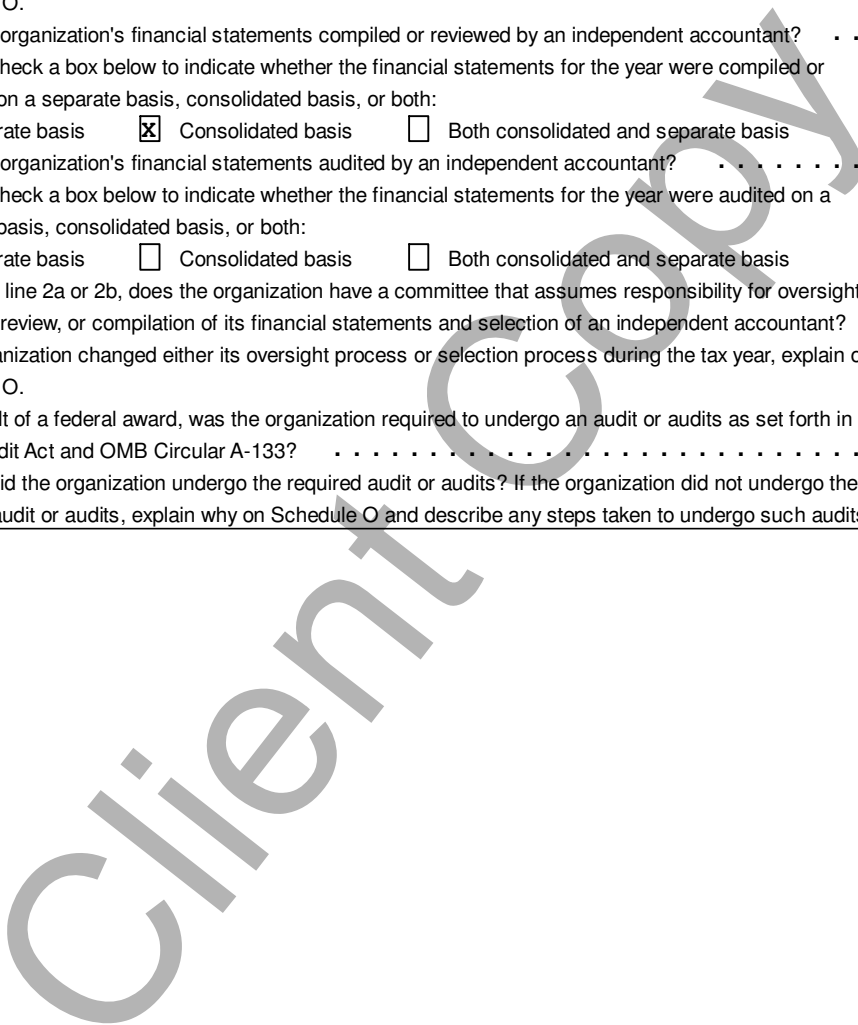 O.
organization's financial statements compiled or reviewed by an independent accountant? . .
heck a box below to indicate whether the financial statements for the year were compiled or
on a separate basis, consolidated basis, or both:
rate basis X Consolidated basis Both consolidated and separate basis
organization's financial statements audited by an independent accountant? . . . . . . . .
heck a box below to indicate whether the financial statements for the year were audited on a
basis, consolidated basis, or both:
rate basis Consolidated basis Both consolidated and separate basis
line 2a or 2b, does the organization have a committee that assumes responsibility for oversight
review, or compilation of its financial statements and selection of an independent accountant?
anization changed either its oversight process or selection process during the tax year, explain o
O.
lt of a federal award, was the organization required to undergo an audit or audits as set forth in
dit Act and OMB Circular A-133? . . . . . . . . . . . . . . . . . . . . . . . . . . . .
id the organization undergo the required audit or audits? If the organization did not undergo the
audit or audits, explain why on Schedule O and describe any steps taken to undergo such audits
Client Copy